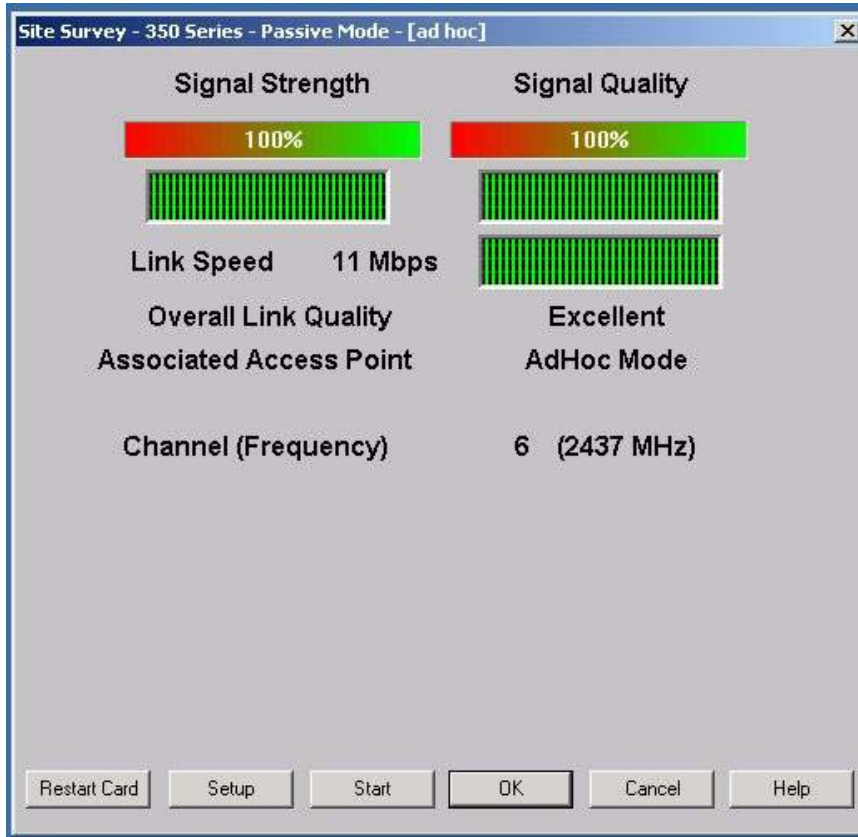 Site Survey - 350 Series - Passive Mode - [ad hoc]
Signal Strength Signal Quality
100% 100%
Link Speed 11 Mbps
Overall Link Quality Excellent
Associated Access Point AdHoc Mode
Channel (Frequency) 6 (2437 MHz)
Restart Card Setup Start OK Cancel Help